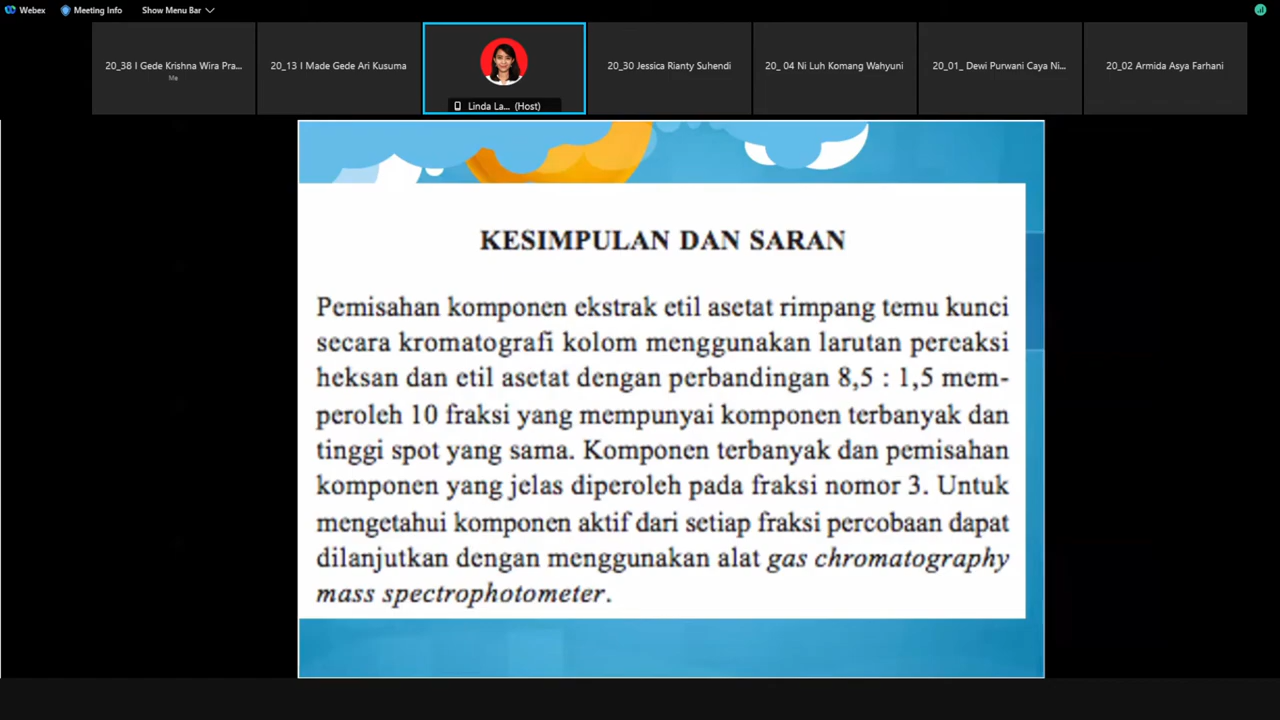 Webex
Meeting Info
Show Menu Bar
20_38 I Gede Krishna Wira Pra...
Me
20_13 I Made Gede Ari Kusuma
Linda La... (Host)
20_30 Jessica Rianty Suhendi
20_ 04 Ni Luh Komang Wahyuni
20_01_ Dewi Purwani Caya Ni...
20_02 Armida Asya Farhani
KESIMPULAN DAN SARAN
Pemisahan komponen ekstrak etil asetat rimpang temu kunci
secara kromatografi kolom menggunakan larutan pereaksi
heksan dan etil asetat dengan perbandingan 8,5 : 1,5 mem-
peroleh 10 fraksi yang mempunyai komponen terbanyak dan
tinggi spot yang sama. Komponen terbanyak dan pemisahan
komponen yang jelas diperoleh pada fraksi nomor 3. Untuk
mengetahui komponen aktif dari setiap fraksi percobaan dapat
dilanjutkan dengan menggunakan alat gas chromatography
mass spectrophotometer.